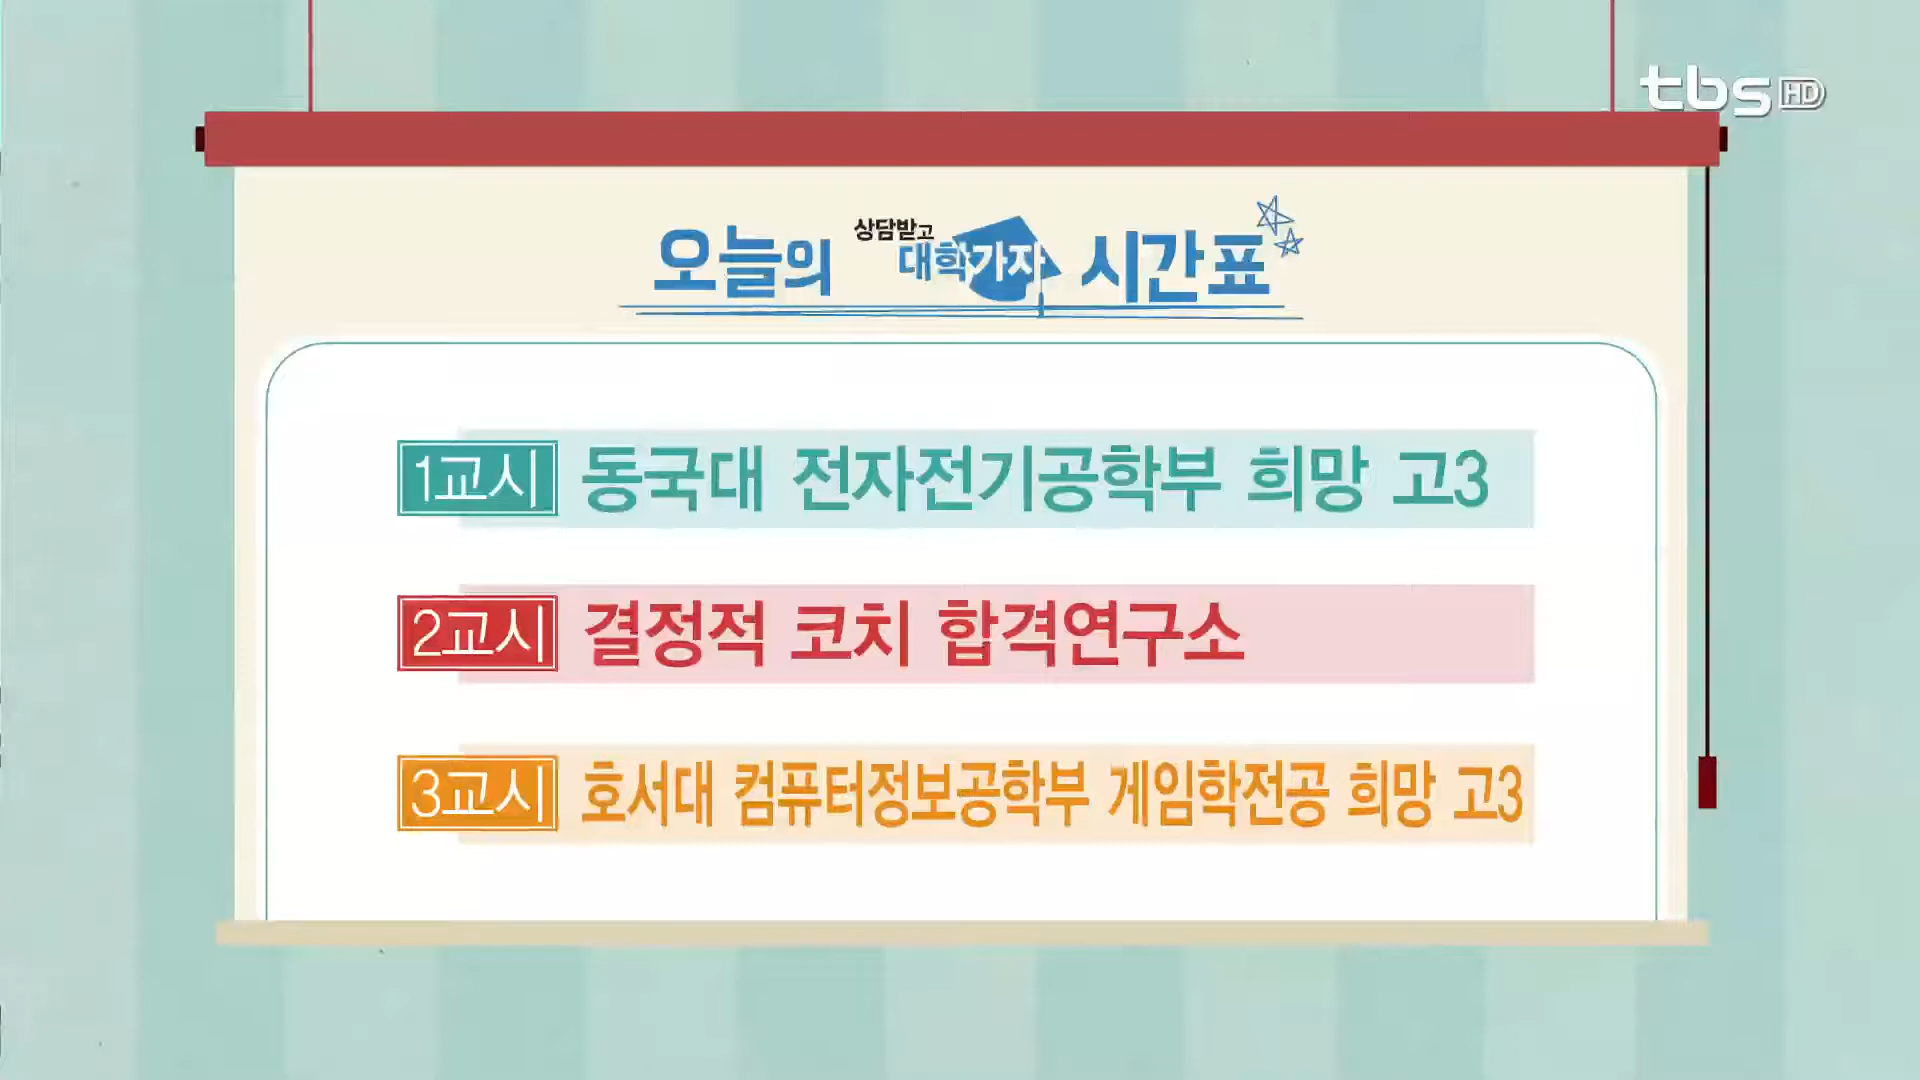 tbs HD
오늘의 상담받고 대학가자 시간표
1교시 동국대 전자전기공학부 희망 고3
2교시 결정적 코치 합격연구소
3교시 호서대 컴퓨터정보공학부 게임학전공 희망 고3